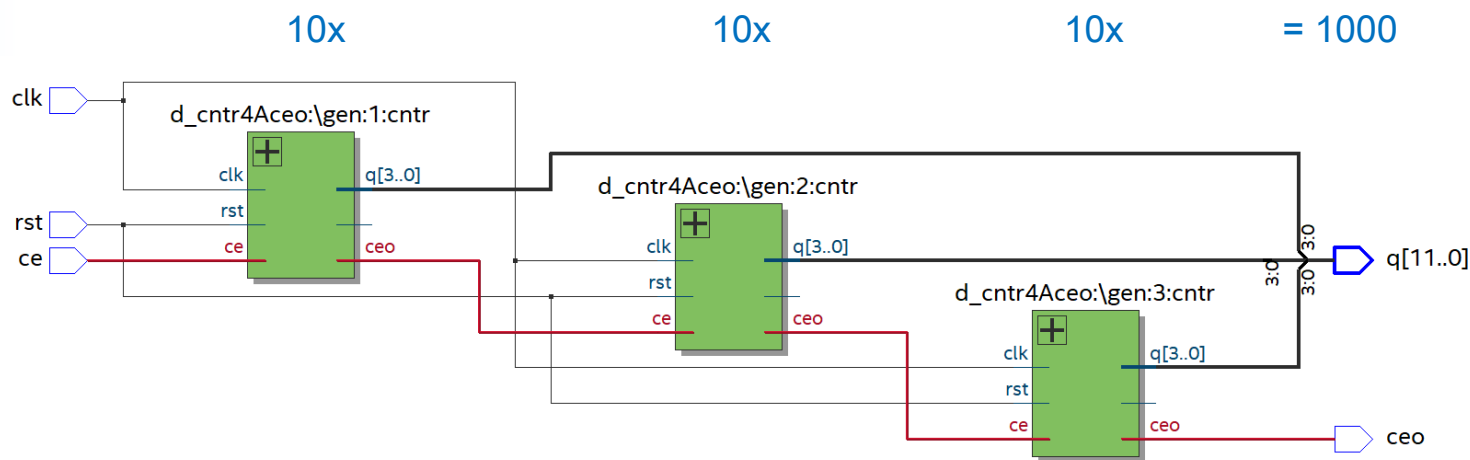 10x 10x 10x = 1000
clk
d_cntr4Aceo:\gen:1:cntr
clk q[3..0]
d_cntr4Aceo:\gen:2:cntr
rst rst
ce ce ceo
clk q[3..0]
3:0
q[11..0]
3:0
3:0
rst
d_cntr4Aceo:\gen:3:cntr
ce ceo
clk q[3..0]
rst
ce ceo
ceo